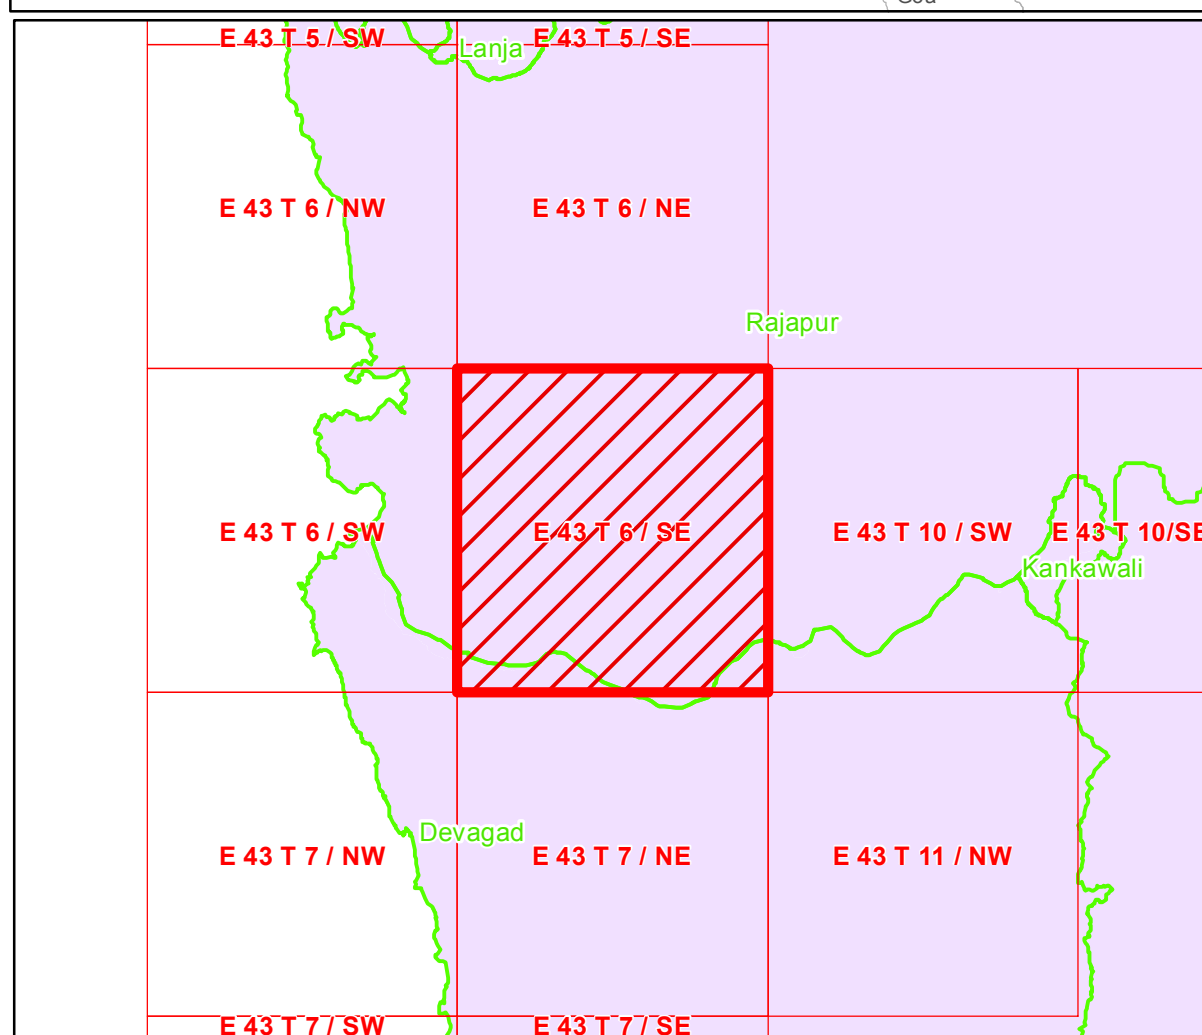 E 43 T 5 / SW
E 43 T 5 / SE
Lanja
E 43 T 6 / NW
E 43 T 6 / NE
Rajapur
E 43 T 6 / SW
E 43 T 6 / SE
E 43 T 10 / SW
E 43 T 10/SE
Kankawali
Devagad
E 43 T 7 / NW
E 43 T 7 / NE
E 43 T 11 / NW
E 43 T 7 / SW
E 43 T 7 / SE